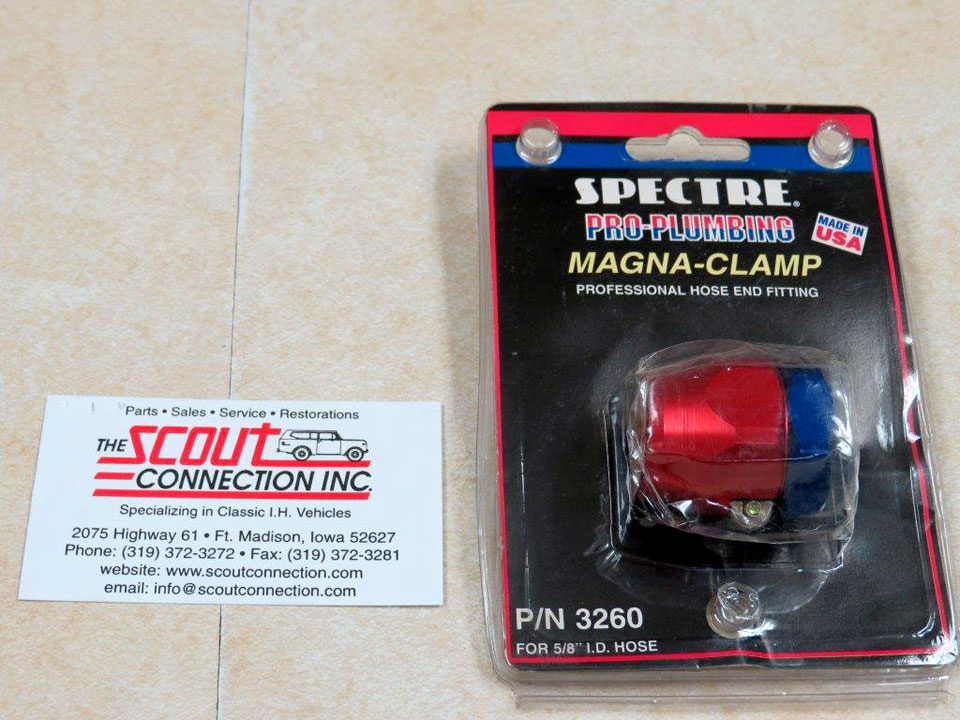 Parts • Sales • Service • Restorations
THE SCOUT
CONNECTION INC.
Specializing in Classic I.H. Vehicles
2075 Highway 61 • Ft. Madison, Iowa 52627
Phone: (319) 372-3272 • Fax: (319) 372-3281
website: www.scoutconnection.com
email: info@scoutconnection.com
SPECTRE®
PRO-PLUMBING
MADE IN
USA
MAGNA-CLAMP
PROFESSIONAL HOSE END FITTING
P/N 3260
FOR 5/8" I.D. HOSE